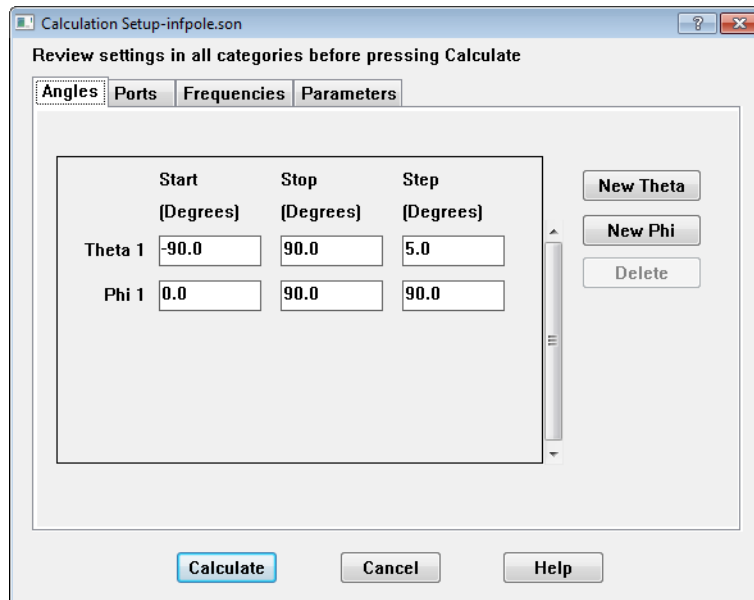 Calculation Setup-infpole.son
Review settings in all categories before pressing Calculate
Angles Ports Frequencies Parameters
Start Stop Step
(Degrees) (Degrees) (Degrees)
Theta 1 -90.0 90.0 5.0
Phi 1 0.0 90.0 90.0
New Theta
New Phi
Delete
Calculate Cancel Help